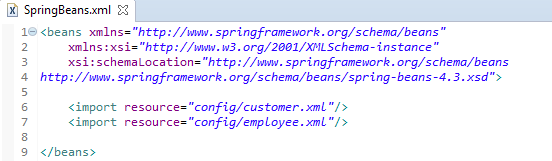 SpringBeans.xml
1 <beans xmlns="http://www.springframework.org/schema/beans"
2 xmlns:xsi="http://www.w3.org/2001/XMLSchema-instance"
3 xsi:schemaLocation="http://www.springframework.org/schema/beans
4 http://www.springframework.org/schema/beans/spring-beans-4.3.xsd">
5
6 <import resource="config/customer.xml"/>
7 <import resource="config/employee.xml"/>
8
9 </beans>